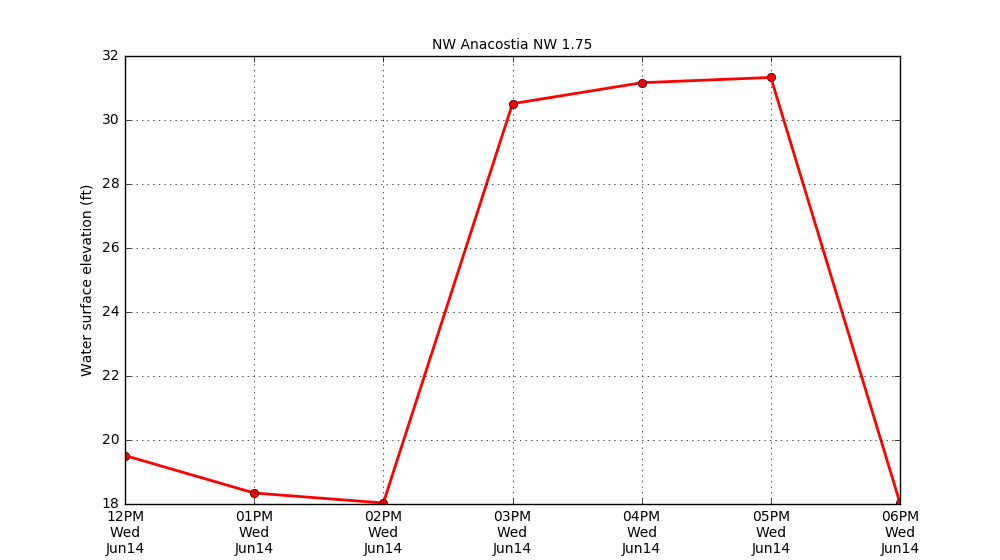 NW Anacostia NW 1.75
Water surface elevation (ft)
32
30
28
26
24
22
20
18
12PM 01PM 02PM 03PM 04PM 05PM 06PM
Wed Wed Wed Wed Wed Wed Wed
Jun14 Jun14 Jun14 Jun14 Jun14 Jun14 Jun14